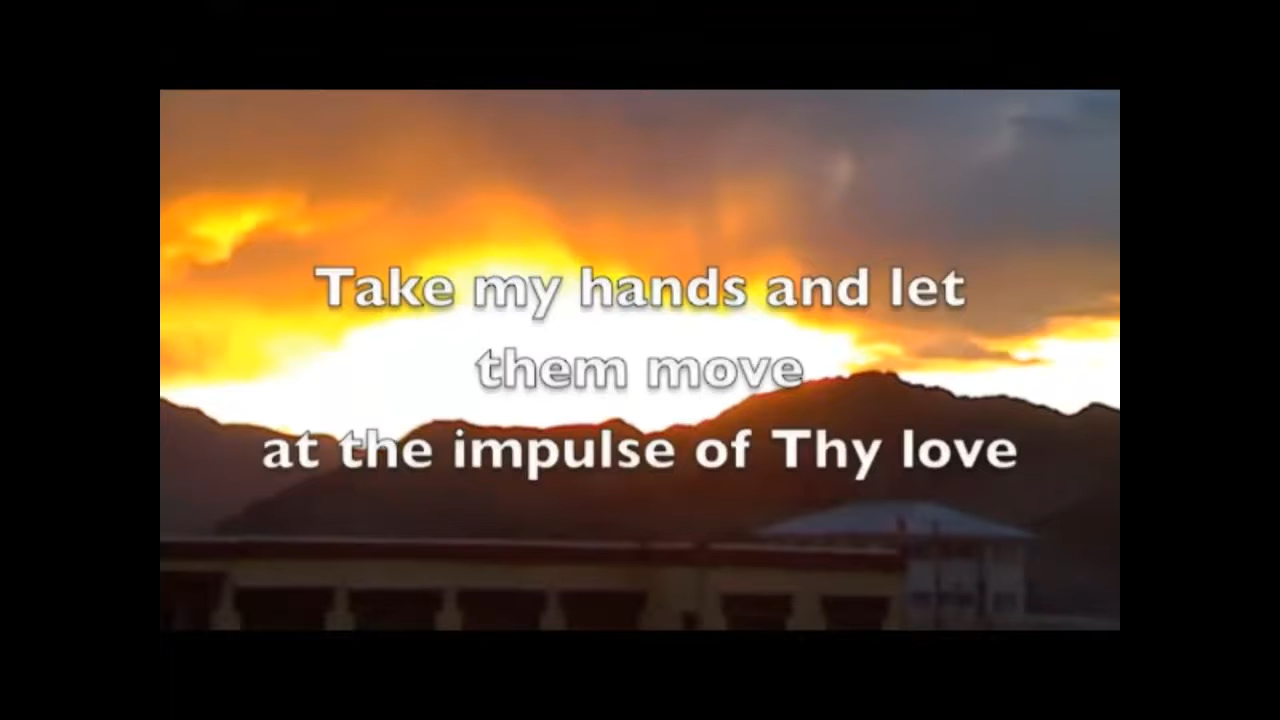 Take my hands and let
them move
at the impulse of Thy love